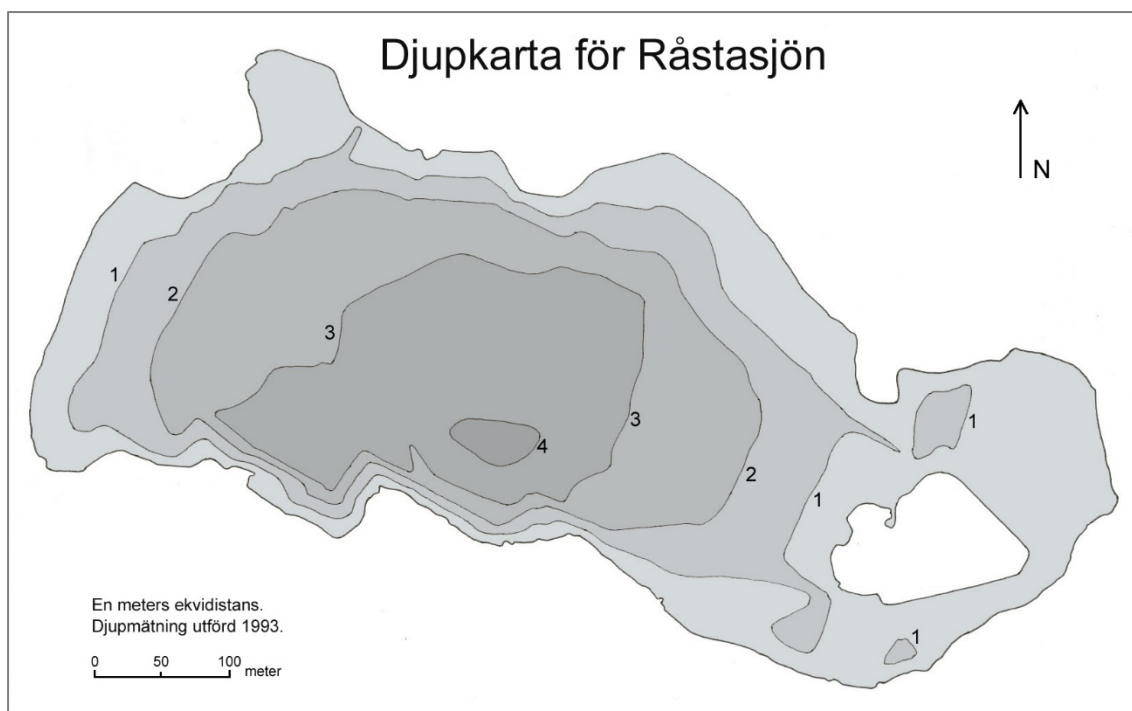 Djupkarta för Råstasjön
N
1
2
3
3
4
2
1
1
1
En meters ekvidistans.
Djupmätning utförd 1993.
0 50 100
meter